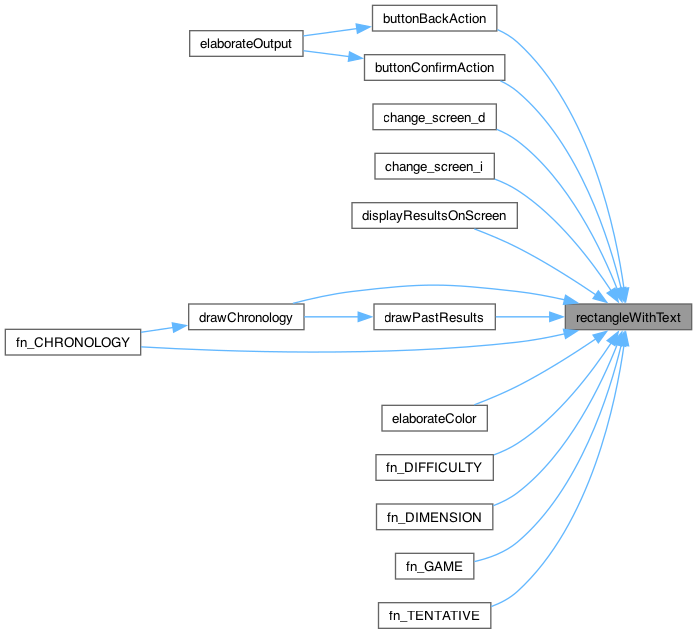 buttonBackAction
elaborateOutput
buttonConfirmAction
change_screen_d
change_screen_i
displayResultsOnScreen
drawChronology
drawPastResults
rectangleWithText
fn_CHRONOLOGY
elaborateColor
fn_DIFFICULTY
fn_DIMENSION
fn_GAME
fn_TENTATIVE